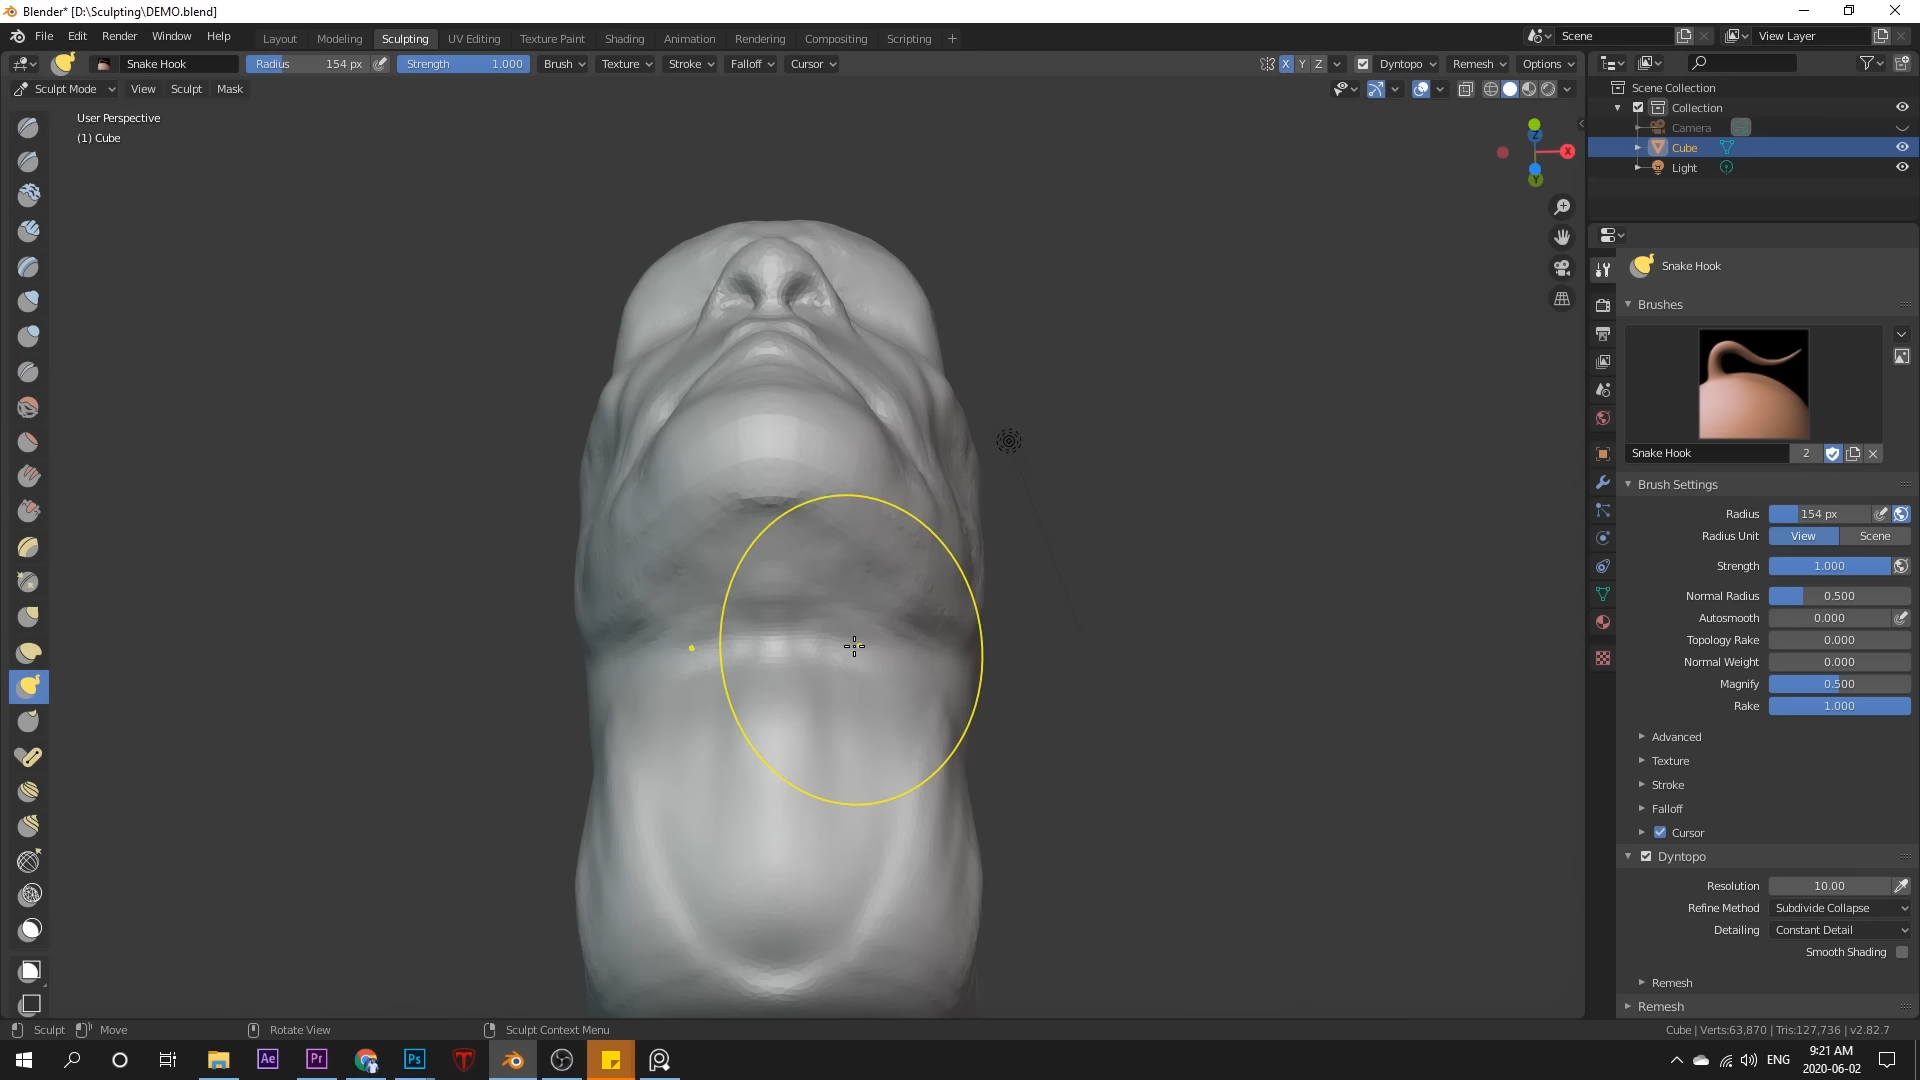 Blender* [D:\Sculpting\DEMO.blend]
File Edit Render Window Help
Layout Modeling Sculpting UV Editing Texture Paint Shading Animation Rendering Compositing Scripting +
Scene
View Layer
Snake Hook
Radius 154 px
Strength 1.000
Brush Texture Stroke Falloff Cursor
X Y Z
Dyntopo Remesh Options
Sculpt Mode View Sculpt Mask
User Perspective
(1) Cube
Z
X
Y
Scene Collection
Collection
Camera
Cube
Light
Snake Hook
Brushes
Snake Hook 2
Brush Settings
Radius 154 px
Radius Unit View Scene
Strength 1.000
Normal Radius 0.500
Autosmooth 0.000
Topology Rake 0.000
Normal Weight 0.000
Magnify 0.500
Rake 1.000
Advanced
Texture
Stroke
Falloff
Cursor
Dyntopo
Resolution 10.00
Refine Method Subdivide Collapse
Detailing Constant Detail
Smooth Shading
Remesh
Remesh
Sculpt Move Rotate View Sculpt Context Menu
Cube | Verts:63,870 | Tris:127,736 | v2.82.7
Ae Pr Ps
ENG
9:21 AM
2020-06-02